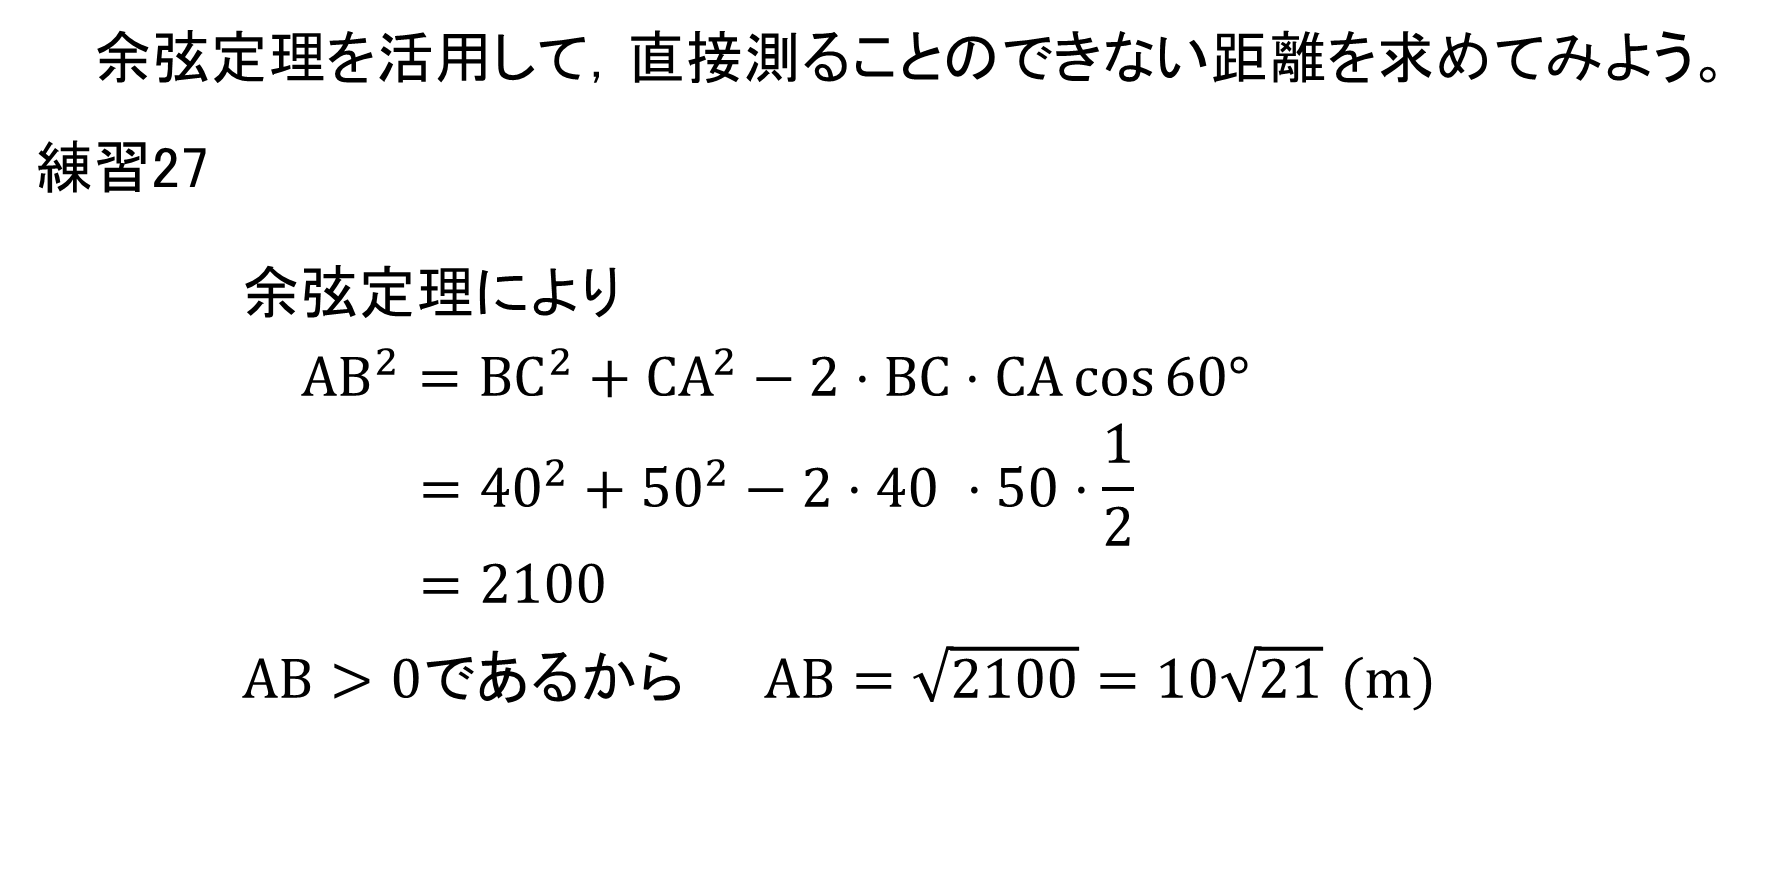 余弦定理を活用して, 直接測ることのできない距離を求めてみよう。
練習27
余弦定理により
AB² = BC² + CA² − 2 · BC · CA cos 60°
= 40² + 50² − 2 · 40 · 50 · 1/2
= 2100
AB > 0であるから AB = √2100 = 10√21 (m)